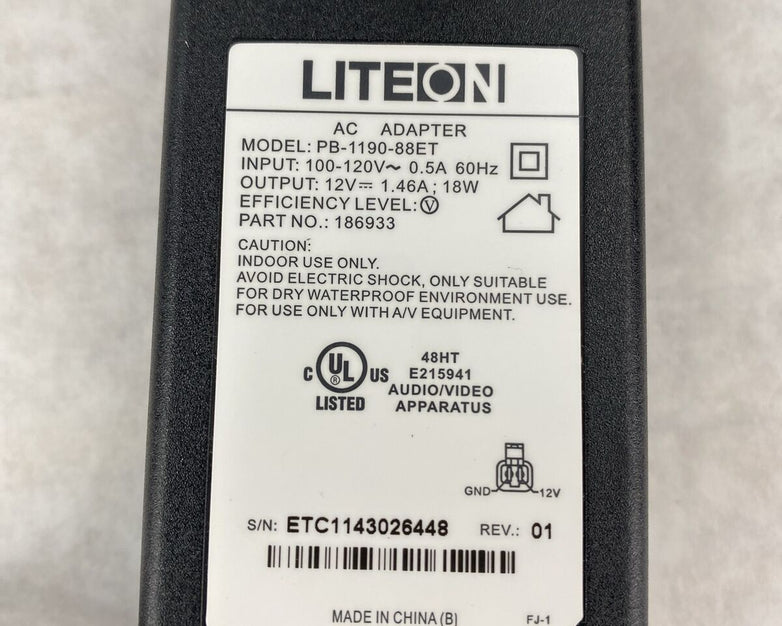 LITEON
AC ADAPTER
MODEL: PB-1190-88ET
INPUT: 100-120V~ 0.5A 60Hz
OUTPUT: 12V⎓ 1.46A; 18W
EFFICIENCY LEVEL: Ⓥ
PART NO.: 186933
CAUTION:
INDOOR USE ONLY.
AVOID ELECTRIC SHOCK, ONLY SUITABLE
FOR DRY WATERPROOF ENVIRONMENT USE.
FOR USE ONLY WITH A/V EQUIPMENT.
C UL ® US
LISTED
48HT
E215941
AUDIO/VIDEO
APPARATUS
GND 12V
S/N: ETC1143026448 REV.: 01
MADE IN CHINA (B) FJ-1